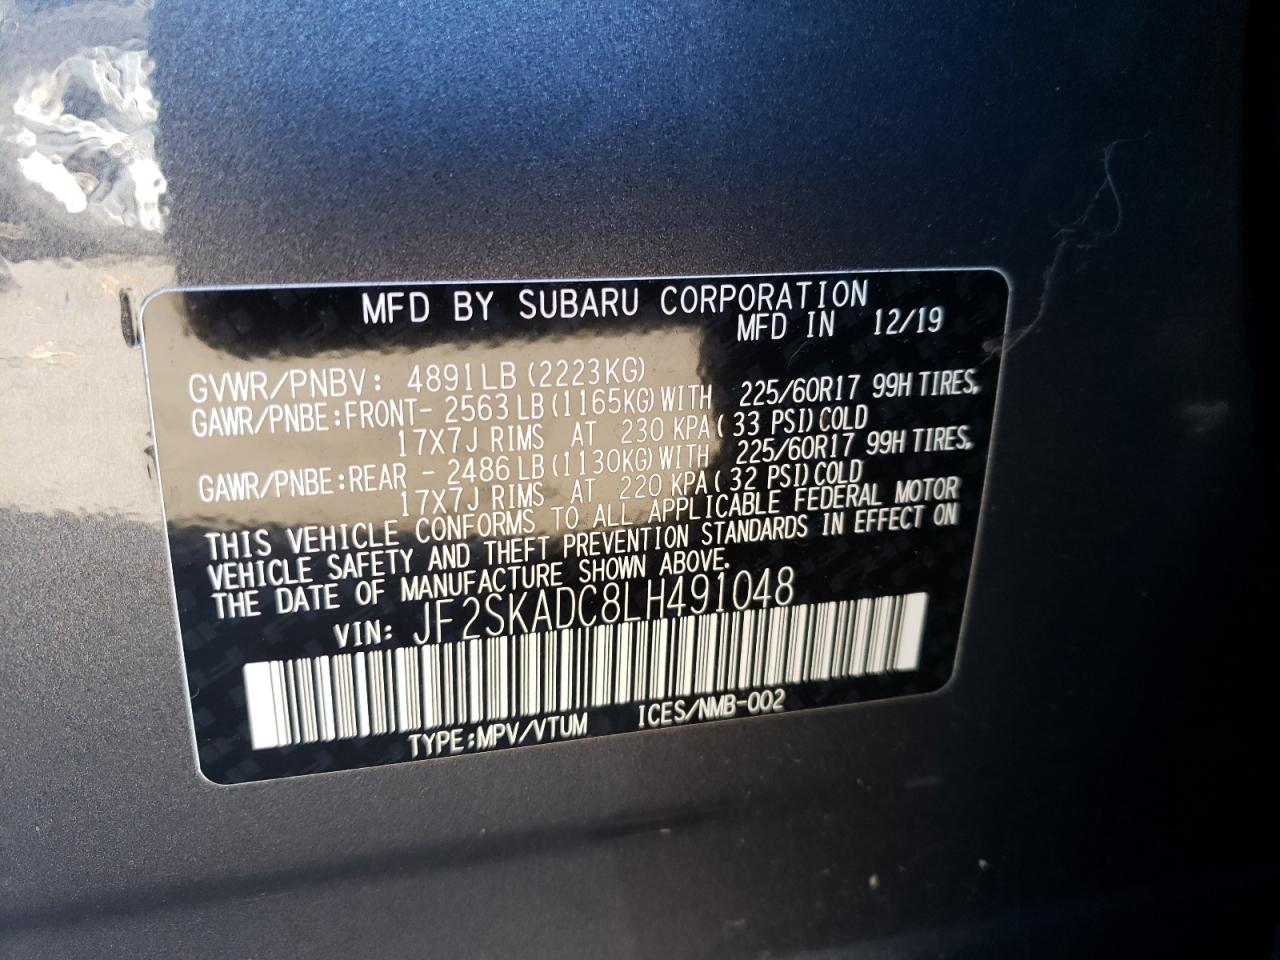 MFD BY SUBARU CORPORATION
MFD IN 12/19
GVWR/PNBV: 4891LB (2223KG)
GAWR/PNBE:FRONT- 2563LB(1165KG)WITH 225/60R17 99H TIRES,
17X7J RIMS AT 230 KPA( 33 PSI)COLD
GAWR/PNBE:REAR - 2486LB(1130KG)WITH 225/60R17 99H TIRES,
17X7J RIMS AT 220 KPA( 32 PSI)COLD
THIS VEHICLE CONFORMS TO ALL APPLICABLE FEDERAL MOTOR
VEHICLE SAFETY AND THEFT PREVENTION STANDARDS IN EFFECT ON
THE DATE OF MANUFACTURE SHOWN ABOVE.
VIN: JF2SKADC8LH491048
TYPE:MPV/VTUM ICES/NMB-002